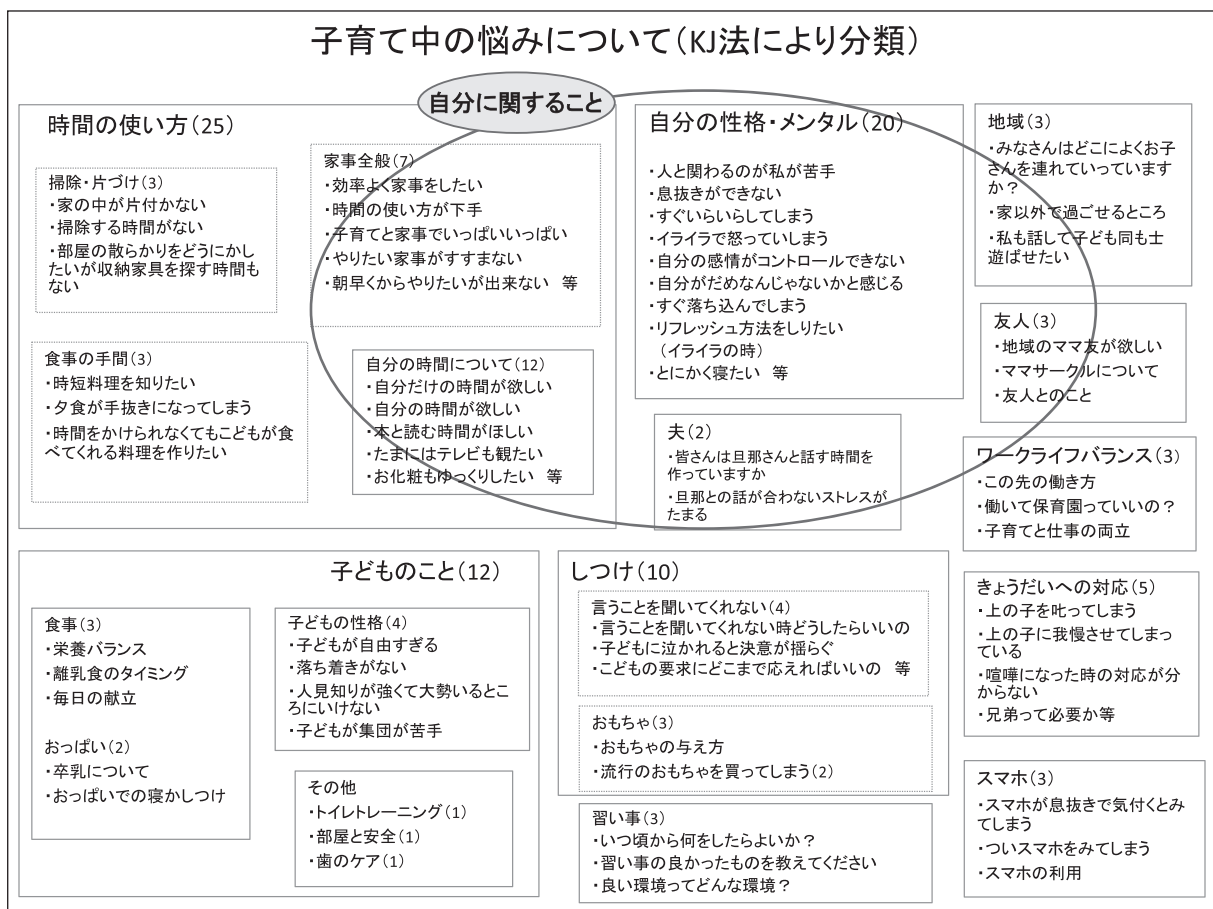 子育て中の悩みについて（KJ法により分類）
自分に関すること
時間の使い方（25）
掃除・片づけ（3）
・家の中が片付かない
・掃除する時間がない
・部屋の散らかりをどうにかし
たいが収納家具を探す時間も
ない
家事全般（7）
・効率よく家事をしたい
・時間の使い方が下手
・子育てと家事でいっぱいいっぱい
・やりたい家事がすすまない
・朝早くからやりたいが出来ない　等
食事の手間（3）
・時短料理を知りたい
・夕食が手抜きになってしまう
・時間をかけられなくてもこどもが食
べてくれる料理を作りたい
自分の時間について（12）
・自分だけの時間が欲しい
・自分の時間が欲しい
・本と読む時間がほしい
・たまにはテレビも観たい
・お化粧もゆっくりしたい　等
自分の性格・メンタル（20）
・人と関わるのが私が苦手
・息抜きができない
・すぐいらいらしてしまう
・イライラで怒っていしまう
・自分の感情がコントロールできない
・自分がだめなんじゃないかと感じる
・すぐ落ち込んでしまう
・リフレッシュ方法をしりたい
（イライラの時）
・とにかく寝たい　等
夫（2）
・皆さんは旦那さんと話す時間を
作っていますか
・旦那との話が合わないストレスが
たまる
地域（3）
・みなさんはどこによくお子
さんを連れていっています
か？
・家以外で過ごせるところ
・私も話して子ども同も士
遊ばせたい
友人（3）
・地域のママ友が欲しい
・ママサークルについて
・友人とのこと
ワークライフバランス（3）
・この先の働き方
・働いて保育園っていいの？
・子育てと仕事の両立
子どものこと（12）
食事（3）
・栄養バランス
・離乳食のタイミング
・毎日の献立
おっぱい（2）
・卒乳について
・おっぱいでの寝かしつけ
子どもの性格（4）
・子どもが自由すぎる
・落ち着きがない
・人見知りが強くて大勢いるとこ
ろにいけない
・子どもが集団が苦手
その他
・トイレトレーニング（1）
・部屋と安全（1）
・歯のケア（1）
しつけ（10）
言うことを聞いてくれない（4）
・言うことを聞いてくれない時どうしたらいいの
・子どもに泣かれると決意が揺らぐ
・こどもの要求にどこまで応えればいいの　等
おもちゃ（3）
・おもちゃの与え方
・流行のおもちゃを買ってしまう（2）
習い事（3）
・いつ頃から何をしたらよいか？
・習い事の良かったものを教えてください
・良い環境ってどんな環境？
きょうだいへの対応（5）
・上の子を叱ってしまう
・上の子に我慢させてしまっ
ている
・喧嘩になった時の対応が分
からない
・兄弟って必要か等
スマホ（3）
・スマホが息抜きで気付くとみ
てしまう
・ついスマホをみてしまう
・スマホの利用